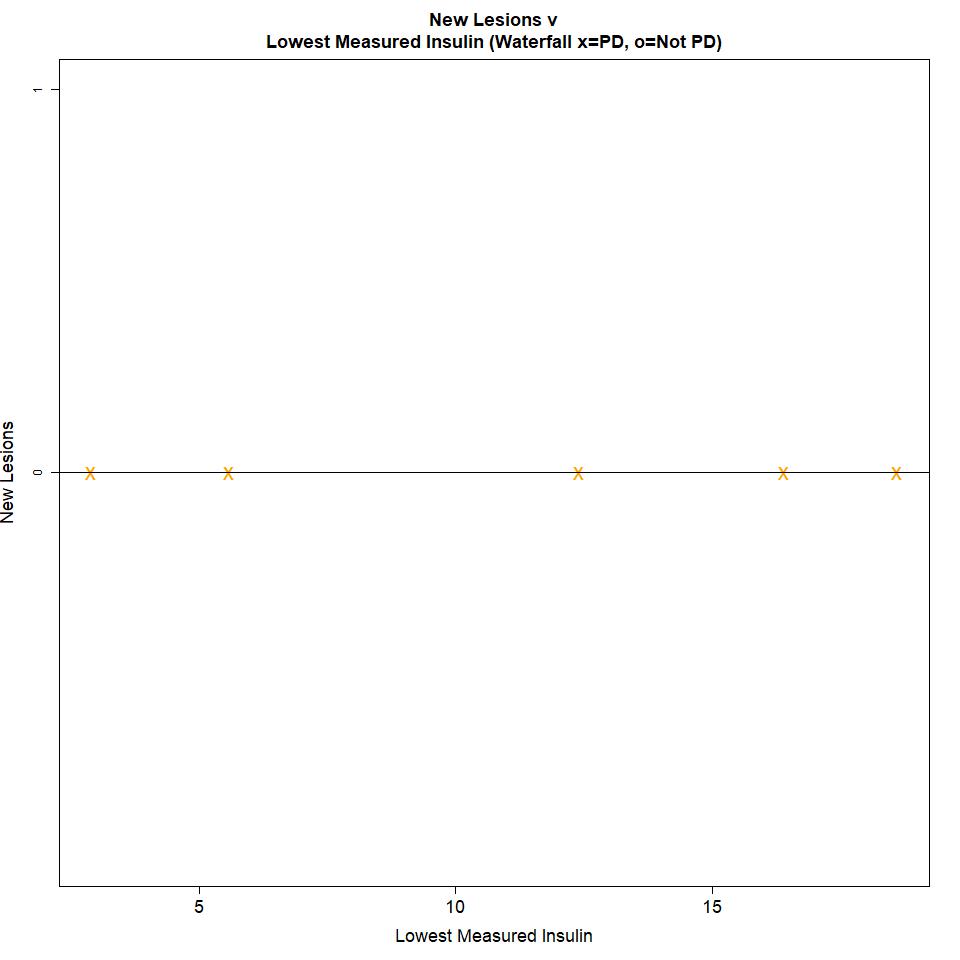 New Lesions v
Lowest Measured Insulin (Waterfall x=PD, o=Not PD)
1
0
New Lesions
x x x x x
5 10 15
Lowest Measured Insulin